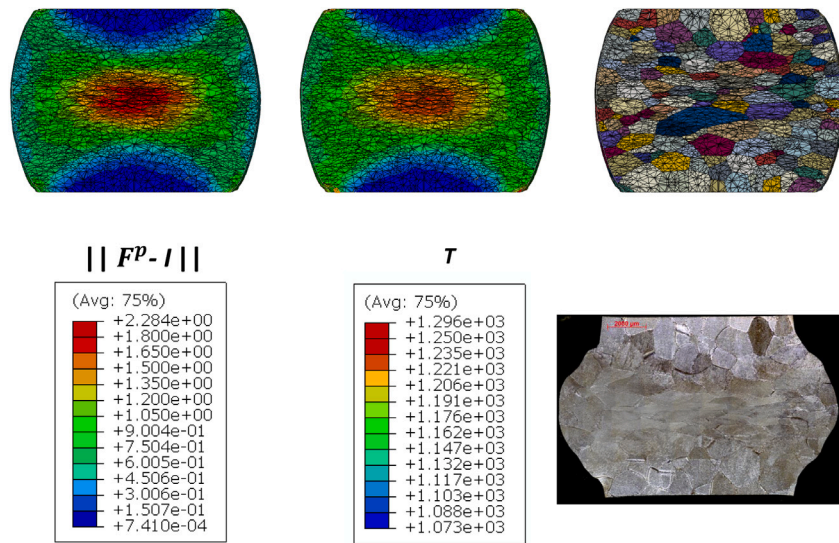 || F^p - I ||
(Avg: 75%)
+2.284e+00
+1.800e+00
+1.650e+00
+1.500e+00
+1.350e+00
+1.200e+00
+1.050e+00
+9.004e-01
+7.504e-01
+6.005e-01
+4.506e-01
+3.006e-01
+1.507e-01
+7.410e-04
T
(Avg: 75%)
+1.296e+03
+1.250e+03
+1.235e+03
+1.221e+03
+1.206e+03
+1.191e+03
+1.176e+03
+1.162e+03
+1.147e+03
+1.132e+03
+1.117e+03
+1.103e+03
+1.088e+03
+1.073e+03
2000 µm